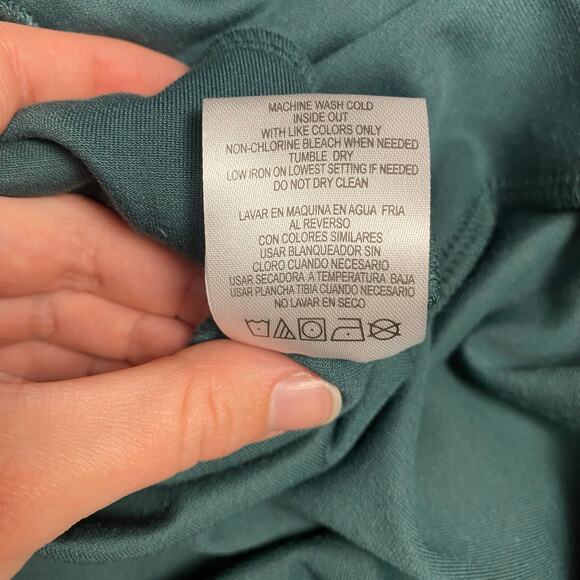 MACHINE WASH COLD
INSIDE OUT
WITH LIKE COLORS ONLY
NON-CHLORINE BLEACH WHEN NEEDED
TUMBLE DRY
LOW IRON ON LOWEST SETTING IF NEEDED
DO NOT DRY CLEAN
LAVAR EN MAQUINA EN AGUA FRIA
AL REVERSO
CON COLORES SIMILARES
USAR BLANQUEADOR SIN
CLORO CUANDO NECESARIO
USAR SECADORA A TEMPERATURA BAJA
USAR PLANCHA TIBIA CUANDO NECESARIO
NO LAVAR EN SECO